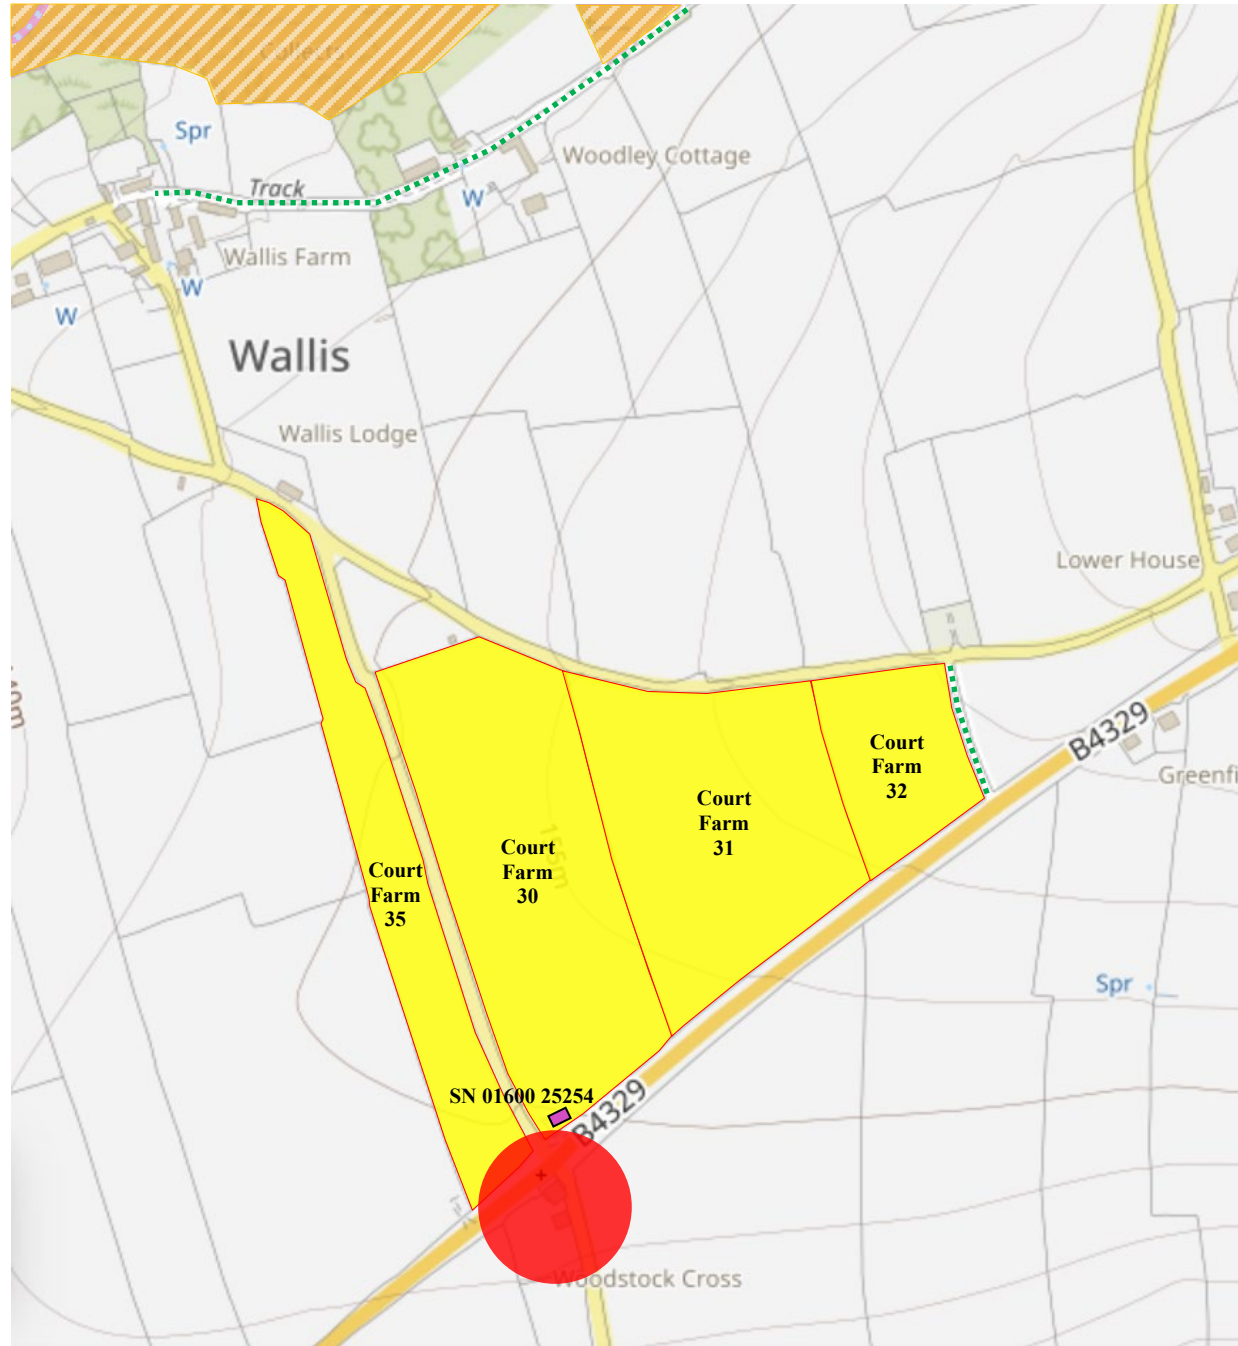 Spr
Woodley Cottage
Track
W
Wallis Farm
W
W
Wallis
Wallis Lodge
Lower House
B4329
Greenfi
Court
Farm
32
Court
Farm
31
Court
Farm
30
Court
Farm
35
Spr
SN 01600 25254
B4329
Woodstock Cross